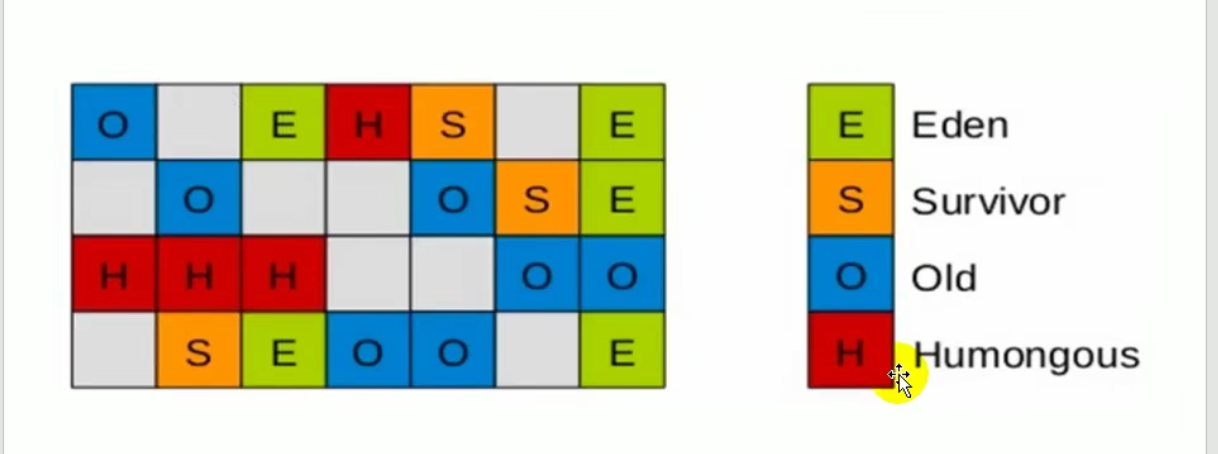 O E H S E
O O S E
H H H O O
S E O O E
E Eden
S Survivor
O Old
H Humongous